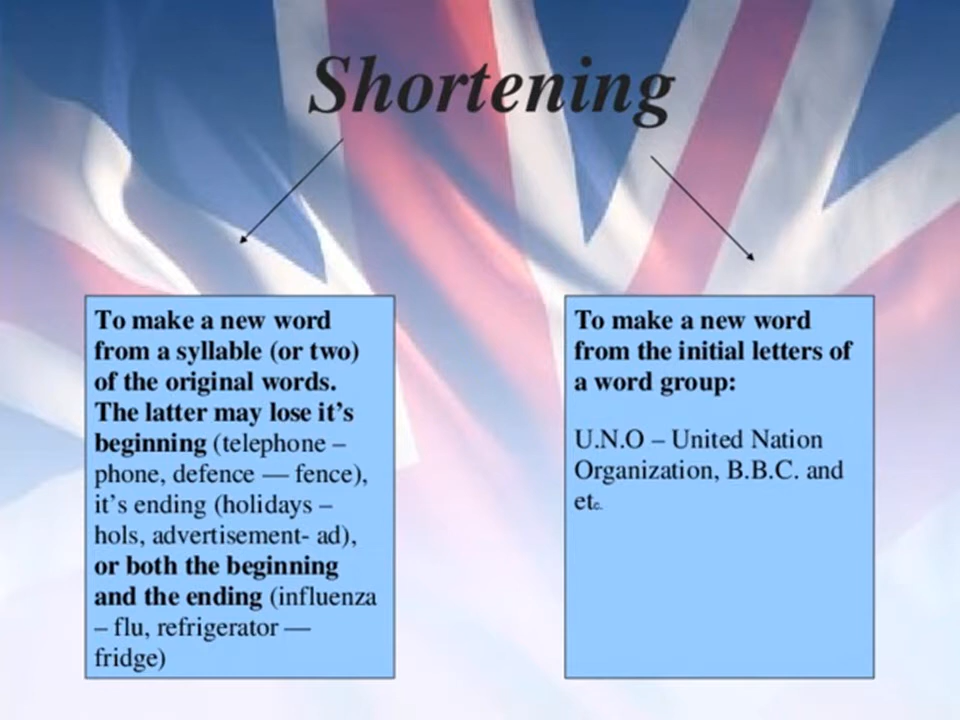 Shortening
To make a new word
from a syllable (or two)
of the original words.
The latter may lose it’s
beginning (telephone –
phone, defence — fence),
it’s ending (holidays –
hols, advertisement- ad),
or both the beginning
and the ending (influenza
– flu, refrigerator —
fridge)
To make a new word
from the initial letters of
a word group:
U.N.O – United Nation
Organization, B.B.C. and
etc.